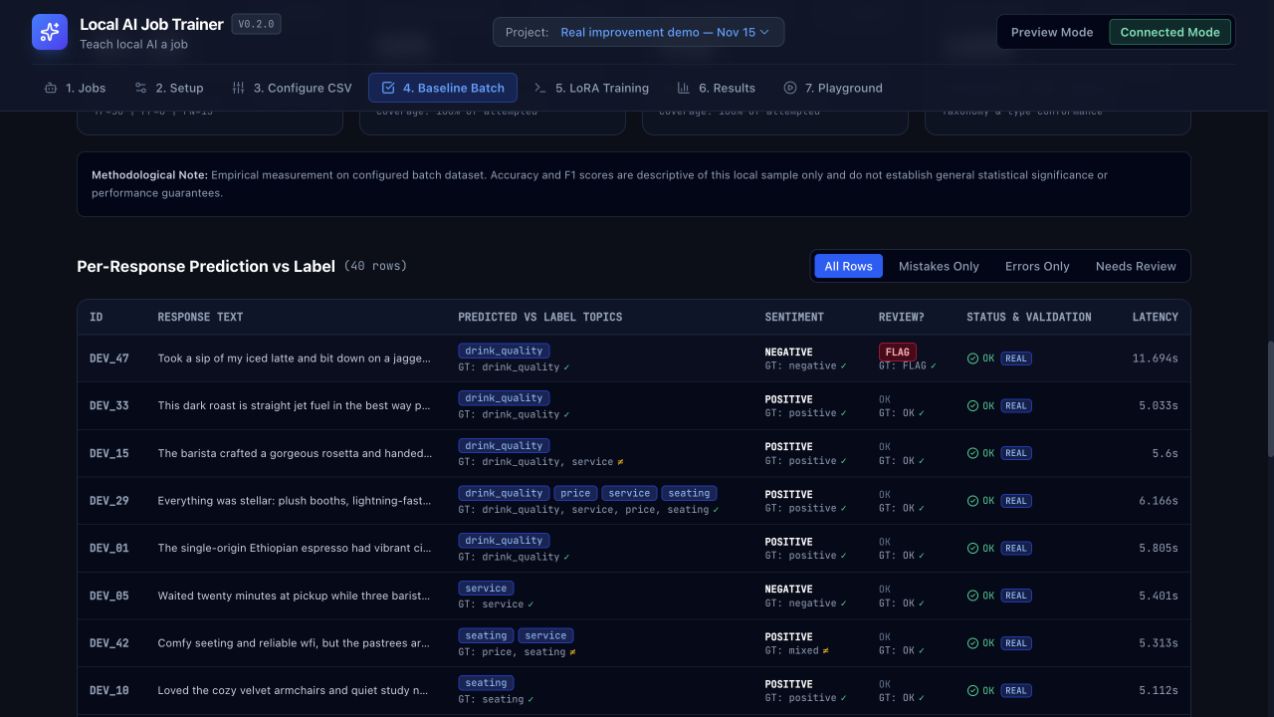 Local AI Job Trainer V0.2.0
Teach local AI a job
Project: Real improvement demo — Nov 15
Preview Mode Connected Mode
1. Jobs 2. Setup 3. Configure CSV 4. Baseline Batch 5. LoRA Training 6. Results 7. Playground
Coverage: 100% of attempted Coverage: 100% of attempted Taxonomy & type conformance
Methodological Note: Empirical measurement on configured batch dataset. Accuracy and F1 scores are descriptive of this local sample only and do not establish general statistical significance or
performance guarantees.
Per-Response Prediction vs Label (40 rows)
All Rows Mistakes Only Errors Only Needs Review
ID RESPONSE TEXT PREDICTED VS LABEL TOPICS SENTIMENT REVIEW? STATUS & VALIDATION LATENCY
DEV_47 Took a sip of my iced latte and bit down on a jagge... drink_quality NEGATIVE FLAG OK REAL 11.694s
GT: drink_quality ✓ GT: negative ✓ GT: FLAG ✓
DEV_33 This dark roast is straight jet fuel in the best way p... drink_quality POSITIVE OK OK REAL 5.033s
GT: drink_quality ✓ GT: positive ✓ GT: OK ✓
DEV_15 The barista crafted a gorgeous rosetta and handed... drink_quality POSITIVE OK OK REAL 5.6s
GT: drink_quality, service ≠ GT: positive ✓ GT: OK ✓
DEV_29 Everything was stellar: plush booths, lightning-fast... drink_quality price service seating POSITIVE OK OK REAL 6.166s
GT: drink_quality, service, price, seating ✓ GT: positive ✓ GT: OK ✓
DEV_01 The single-origin Ethiopian espresso had vibrant ci... drink_quality POSITIVE OK OK REAL 5.805s
GT: drink_quality ✓ GT: positive ✓ GT: OK ✓
DEV_05 Waited twenty minutes at pickup while three barist... service NEGATIVE OK OK REAL 5.401s
GT: service ✓ GT: negative ✓ GT: OK ✓
DEV_42 Comfy seeting and reliable wfi, but the pastrees ar... seating service POSITIVE OK OK REAL 5.313s
GT: price, seating ≠ GT: mixed ≠ GT: OK ✓
DEV_10 Loved the cozy velvet armchairs and quiet study n... seating POSITIVE OK OK REAL 5.112s
GT: seating ✓ GT: positive ✓ GT: OK ✓